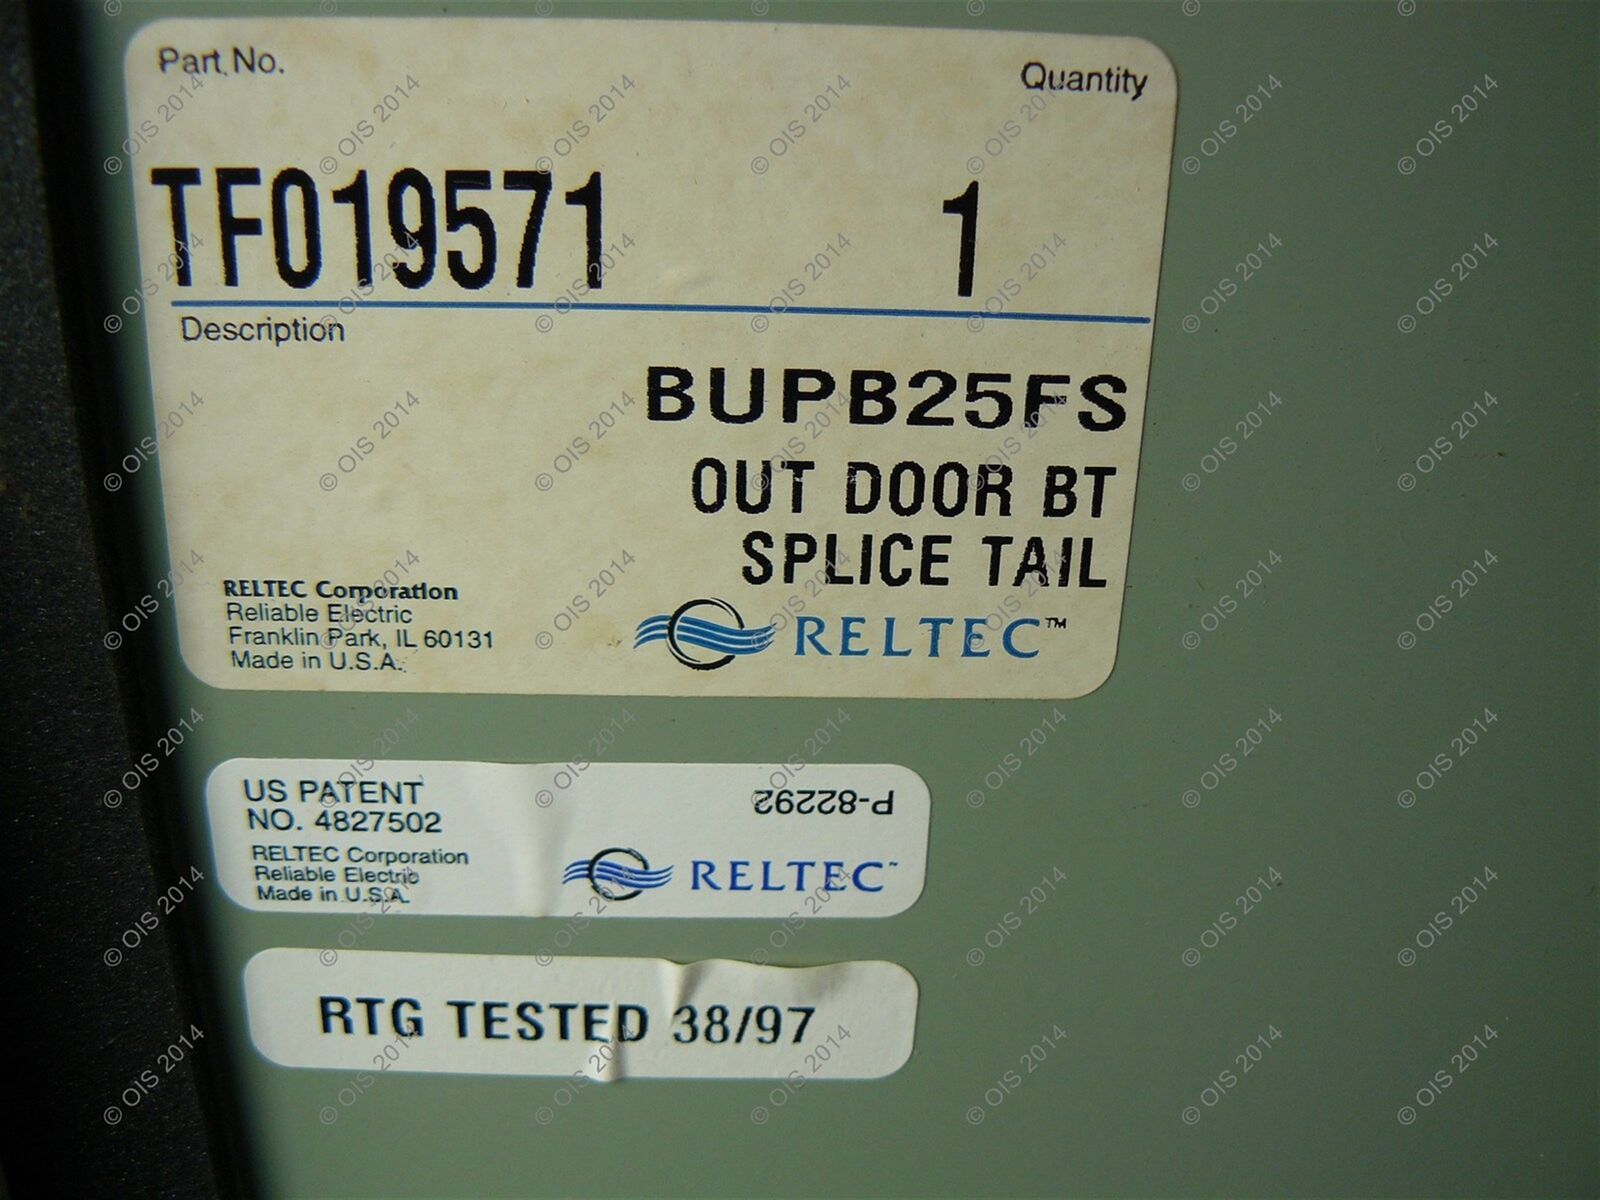 Part No.
Quantity
TF019571
1
Description
BUPB25FS
OUT DOOR BT
SPLICE TAIL
RELTEC Corporation
Reliable Electric
Franklin Park, IL 60131
Made in U.S.A.
RELTEC™
US PATENT
NO. 4827502
P-82292
RELTEC Corporation
Reliable Electric
Made in U.S.A.
RELTEC™
RTG TESTED 38/97
© OIS 2014